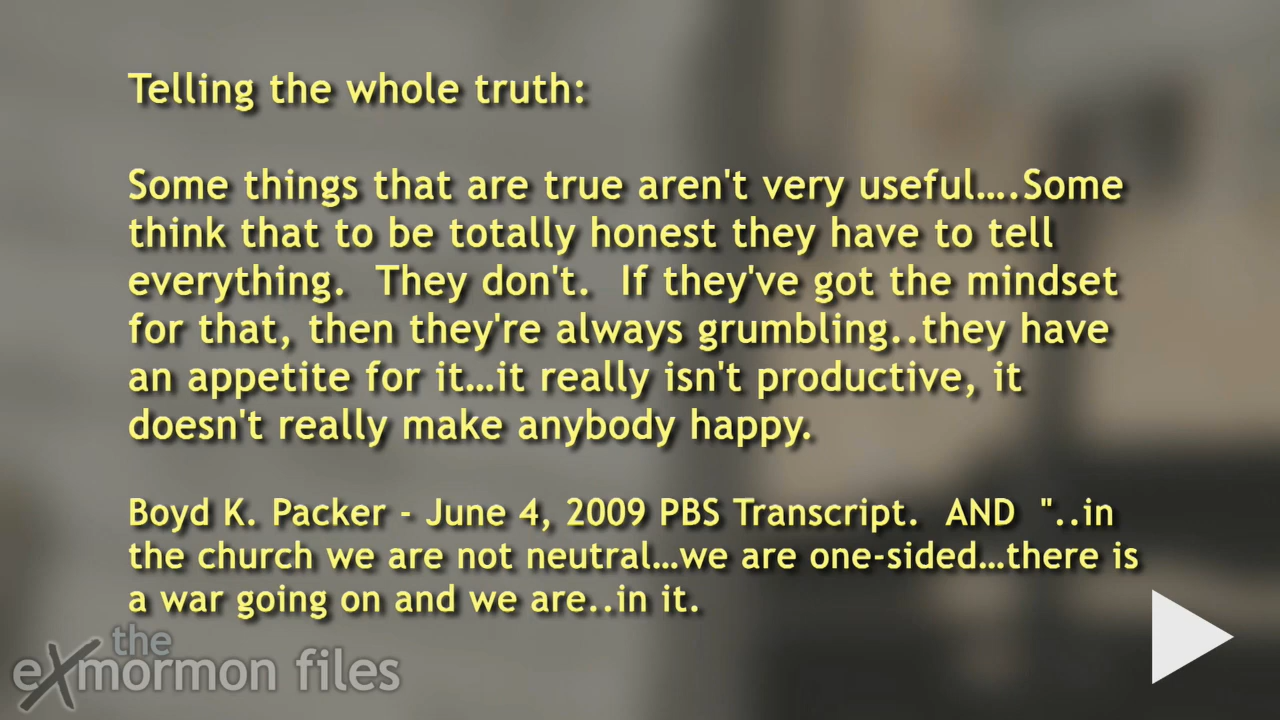 Telling the whole truth:
Some things that are true aren't very useful....Some
think that to be totally honest they have to tell
everything.  They don't.  If they've got the mindset
for that, then they're always grumbling..they have
an appetite for it...it really isn't productive, it
doesn't really make anybody happy.
Boyd K. Packer - June 4, 2009 PBS Transcript.  AND  "..in
the church we are not neutral...we are one-sided...there is
a war going on and we are..in it.
the
exmormon files